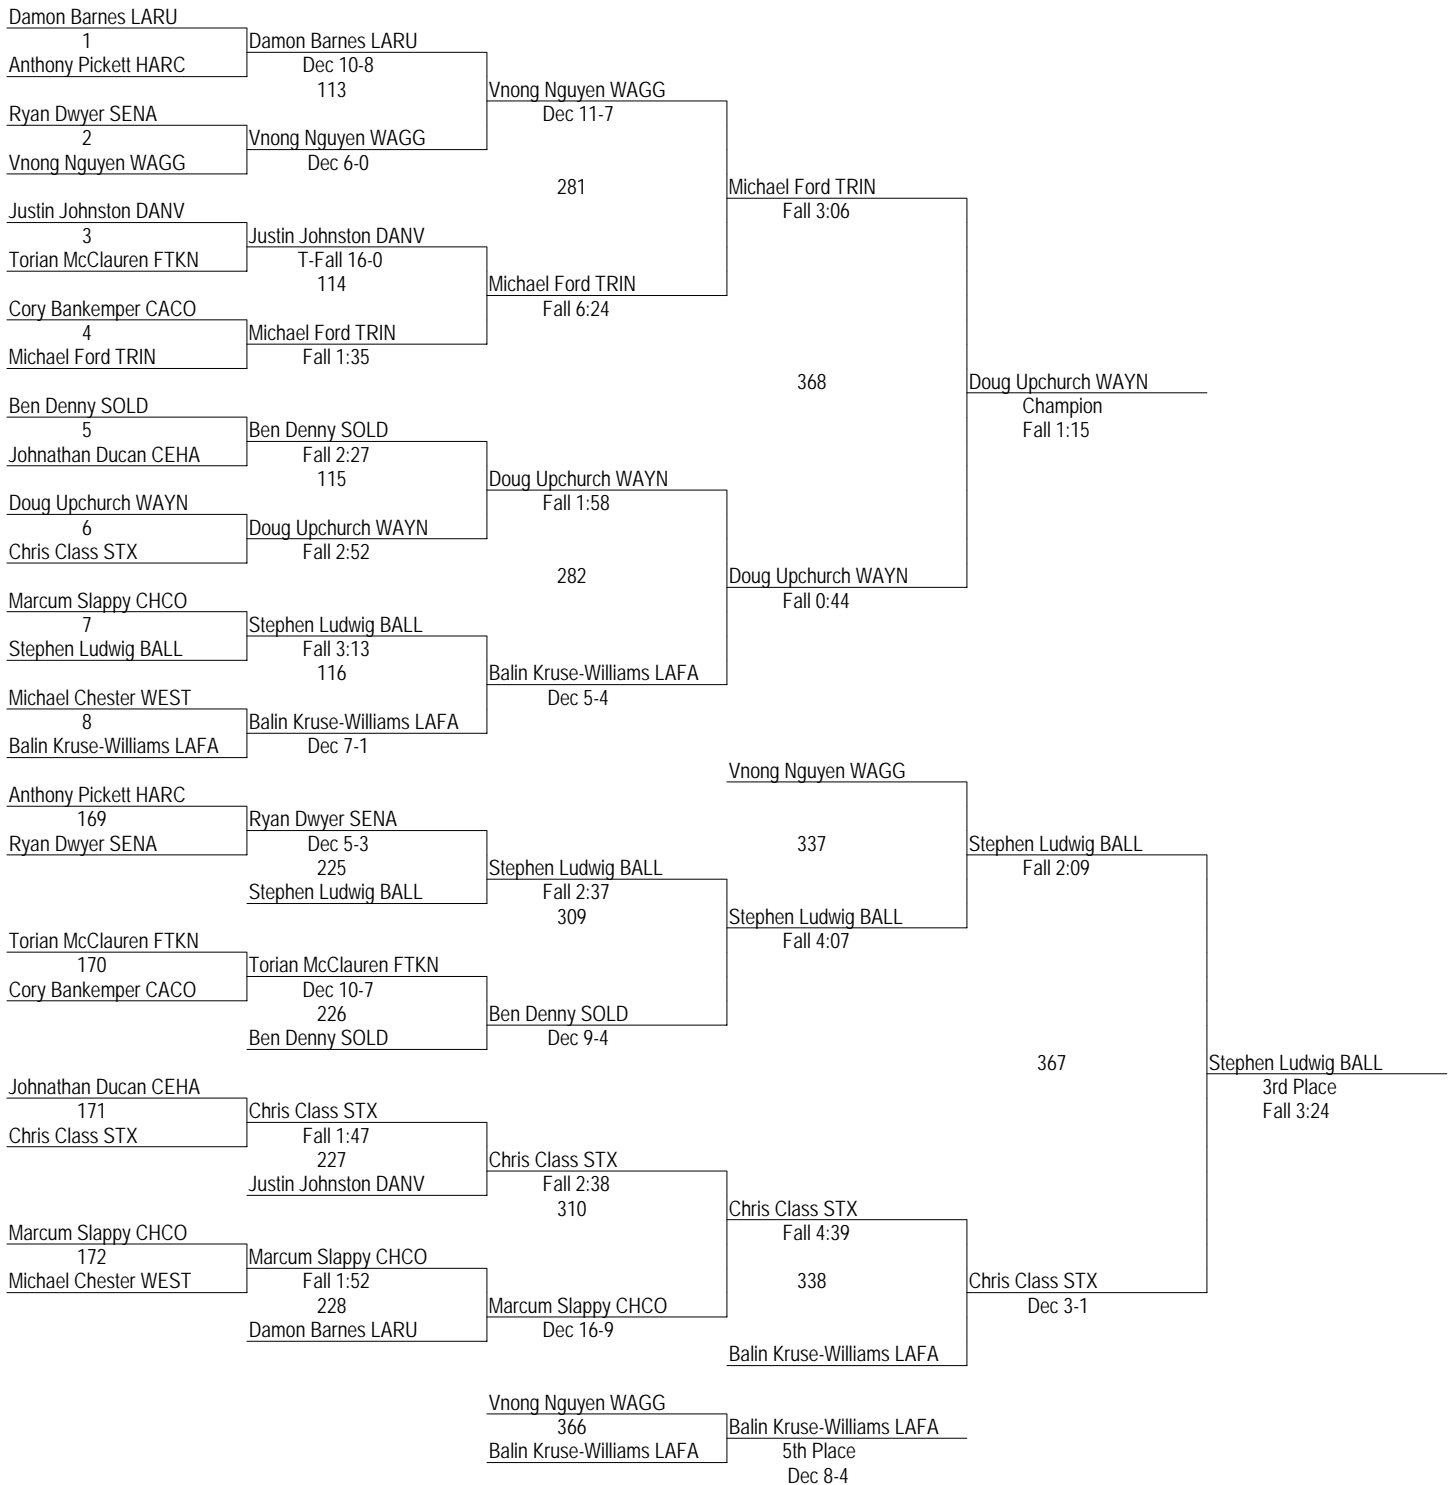 Damon Barnes LARU
1
Anthony Pickett HARC
Damon Barnes LARU
Dec 10-8
113
Ryan Dwyer SENA
2
Vnong Nguyen WAGG
Vnong Nguyen WAGG
Dec 6-0
Vnong Nguyen WAGG
Dec 11-7
281
Justin Johnston DANV
3
Torian McClauren FTKN
Justin Johnston DANV
T-Fall 16-0
114
Cory Bankemper CACO
4
Michael Ford TRIN
Michael Ford TRIN
Fall 1:35
Michael Ford TRIN
Fall 6:24
Michael Ford TRIN
Fall 3:06
368
Doug Upchurch WAYN
Champion
Fall 1:15
Ben Denny SOLD
5
Johnathan Ducan CEHA
Ben Denny SOLD
Fall 2:27
115
Doug Upchurch WAYN
6
Chris Class STX
Doug Upchurch WAYN
Fall 2:52
Doug Upchurch WAYN
Fall 1:58
282
Doug Upchurch WAYN
Fall 0:44
Marcum Slappy CHCO
7
Stephen Ludwig BALL
Stephen Ludwig BALL
Fall 3:13
116
Michael Chester WEST
8
Balin Kruse-Williams LAFA
Balin Kruse-Williams LAFA
Dec 7-1
Balin Kruse-Williams LAFA
Dec 5-4
Anthony Pickett HARC
169
Ryan Dwyer SENA
Ryan Dwyer SENA
Dec 5-3
225
Stephen Ludwig BALL
Stephen Ludwig BALL
Fall 2:37
309
Vnong Nguyen WAGG
337
Stephen Ludwig BALL
Fall 4:07
Stephen Ludwig BALL
Fall 2:09
Torian McClauren FTKN
170
Cory Bankemper CACO
Torian McClauren FTKN
Dec 10-7
226
Ben Denny SOLD
Ben Denny SOLD
Dec 9-4
367
Stephen Ludwig BALL
3rd Place
Fall 3:24
Johnathan Ducan CEHA
171
Chris Class STX
Chris Class STX
Fall 1:47
227
Justin Johnston DANV
Chris Class STX
Fall 2:38
310
Chris Class STX
Fall 4:39
338
Chris Class STX
Dec 3-1
Marcum Slappy CHCO
172
Michael Chester WEST
Marcum Slappy CHCO
Fall 1:52
228
Damon Barnes LARU
Marcum Slappy CHCO
Dec 16-9
Balin Kruse-Williams LAFA
Vnong Nguyen WAGG
366
Balin Kruse-Williams LAFA
Balin Kruse-Williams LAFA
5th Place
Dec 8-4